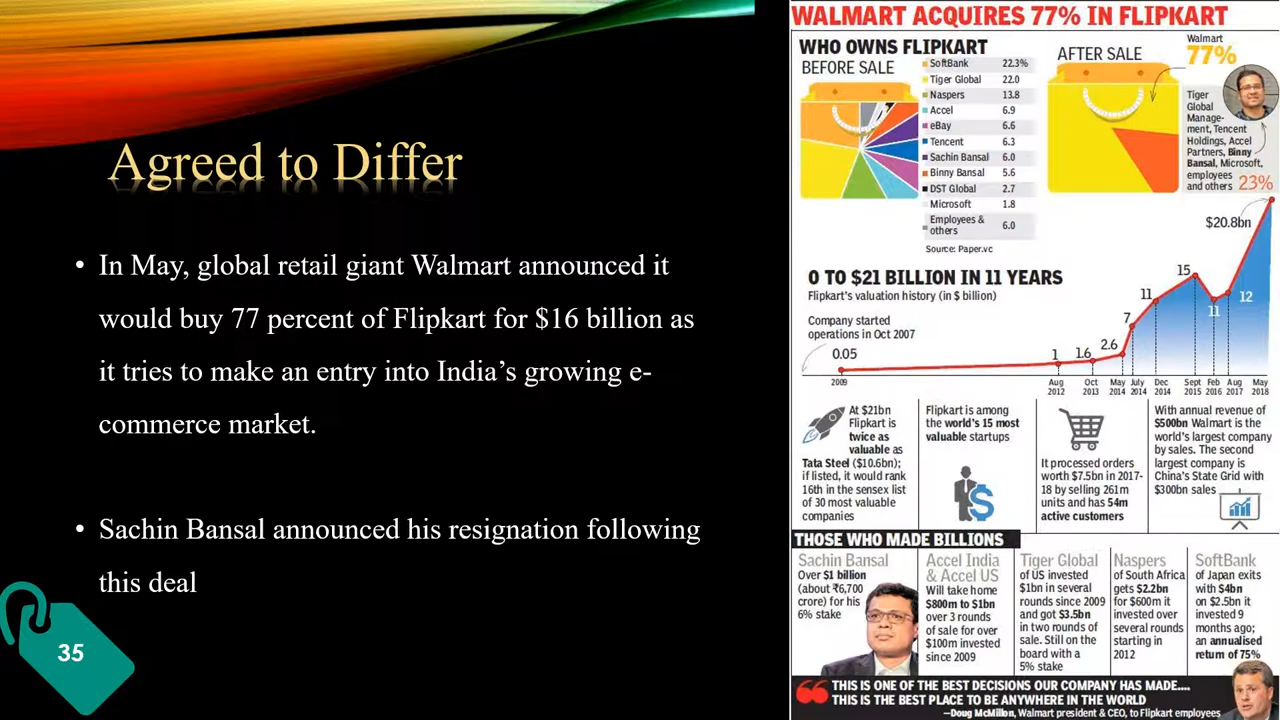 Agreed to Differ
• In May, global retail giant Walmart announced it
would buy 77 percent of Flipkart for $16 billion as
it tries to make an entry into India’s growing e-
commerce market.
• Sachin Bansal announced his resignation following
this deal
35
WALMART ACQUIRES 77% IN FLIPKART
WHO OWNS FLIPKART
BEFORE SALE
SoftBank 22.3%
Tiger Global 22.0
Naspers 13.8
Accel 6.9
eBay 6.6
Tencent 6.3
Sachin Bansal 6.0
Binny Bansal 5.6
DST Global 2.7
Microsoft 1.8
Employees &
others 6.0
Source: Paper.vc
AFTER SALE
Walmart
77%
Tiger
Global
Manage-
ment, Tencent
Holdings, Accel
Partners, Binny
Bansal, Microsoft,
employees
and others 23%
0 TO $21 BILLION IN 11 YEARS
Flipkart's valuation history (in $ billion)
Company started
operations in Oct 2007
0.05
1
1.6
2.6
7
11
15
11
12
$20.8bn
2009
Aug
2012
Oct
2013
May
2014
July
2014
Dec
2014
Sept
2015
Feb
2016
Aug
2017
May
2018
At $21bn
Flipkart is
twice as
valuable as
Tata Steel ($10.6bn);
if listed, it would rank
16th in the sensex list
of 30 most valuable
companies
Flipkart is among
the world's 15 most
valuable startups
It processed orders
worth $7.5bn in 2017-
18 by selling 261m
units and has 54m
active customers
With annual revenue of
$500bn Walmart is the
world's largest company
by sales. The second
largest company is
China's State Grid with
$300bn sales
THOSE WHO MADE BILLIONS
Sachin Bansal
Over $1 billion
(about ₹6,700
crore) for his
6% stake
Accel India
& Accel US
Will take home
$800m to $1bn
over 3 rounds
of sale for over
$100m invested
since 2009
Tiger Global
of US invested
$1bn in several
rounds since 2009
and got $3.5bn
in two rounds of
sale. Still on the
board with a
5% stake
Naspers
of South Africa
gets $2.2bn
for $600m it
invested over
several rounds
starting in
2012
SoftBank
of Japan exits
with $4bn
on $2.5bn it
invested 9
months ago;
an annualised
return of 75%
THIS IS ONE OF THE BEST DECISIONS OUR COMPANY HAS MADE....
THIS IS THE BEST PLACE TO BE ANYWHERE IN THE WORLD
—Doug McMillon, Walmart president & CEO, to Flipkart employees